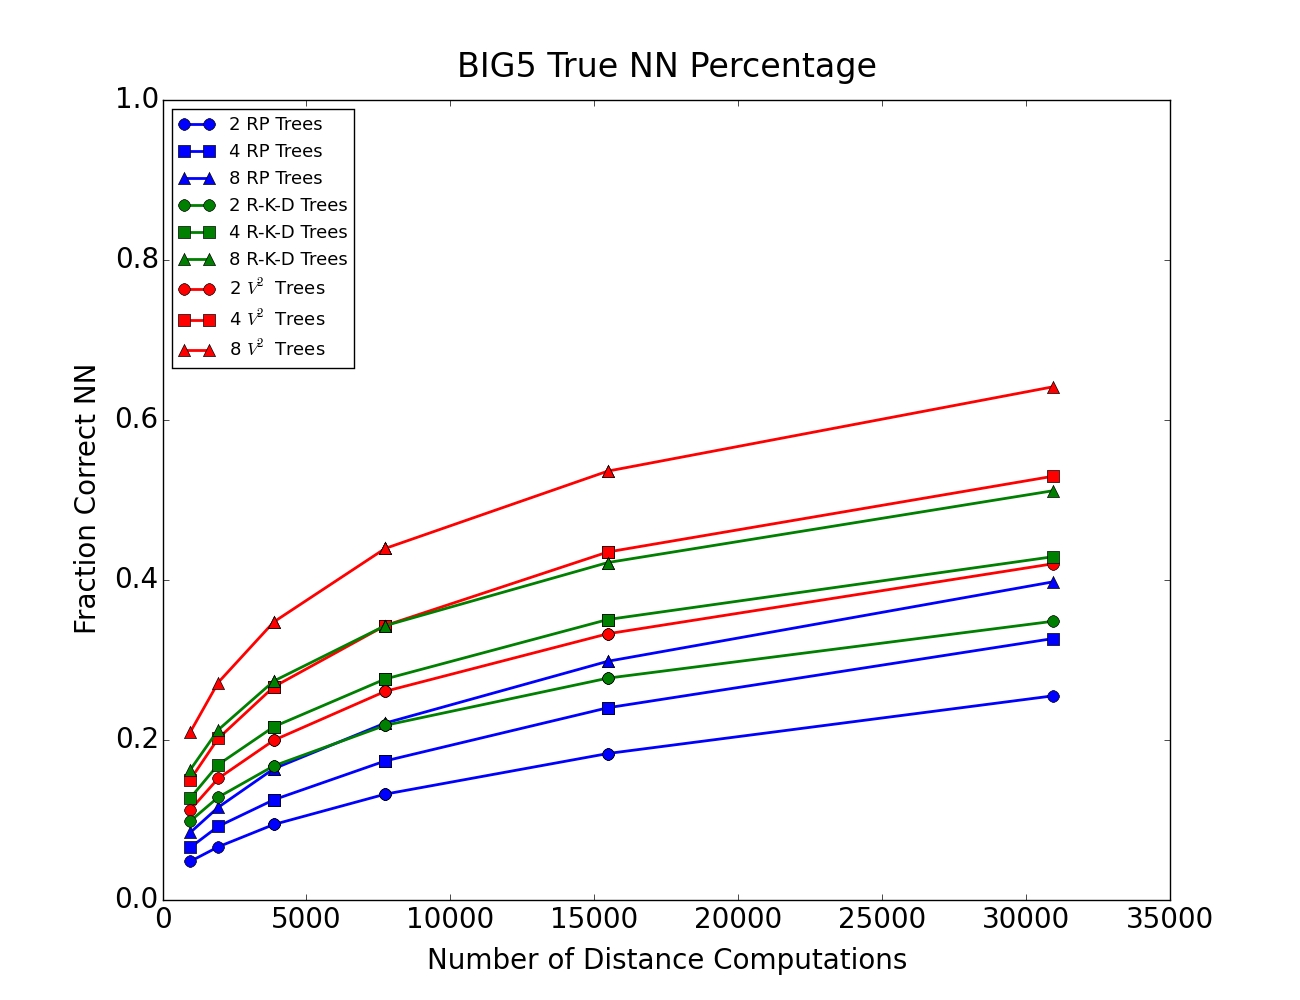 BIG5 True NN Percentage
1.0
0.8
0.6
0.4
0.2
0.0
Fraction Correct NN
2 RP Trees
4 RP Trees
8 RP Trees
2 R-K-D Trees
4 R-K-D Trees
8 R-K-D Trees
2 V² Trees
4 V² Trees
8 V² Trees
0 5000 10000 15000 20000 25000 30000 35000
Number of Distance Computations